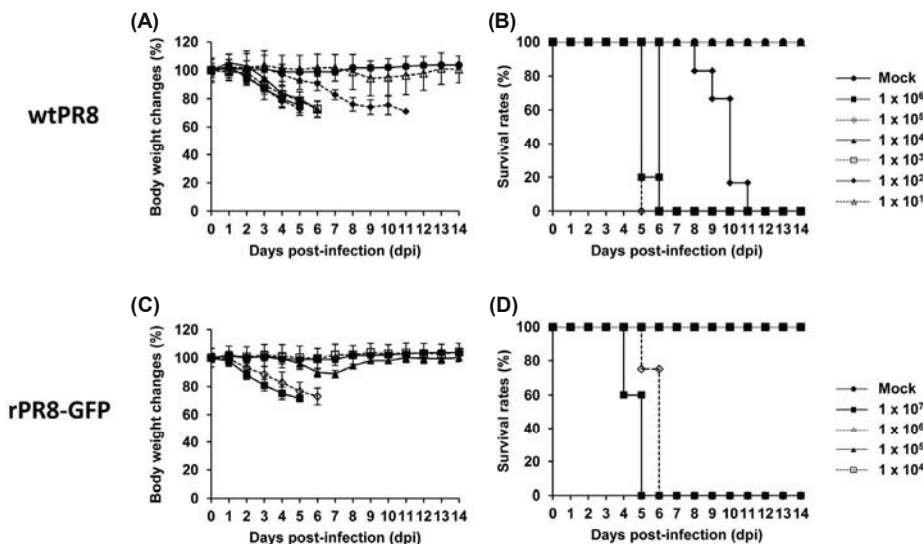 (A)
(B)
wtPR8
Body weight changes (%)
120
100
80
60
40
20
0
0 1 2 3 4 5 6 7 8 9 10 11 12 13 14
Days post-infection (dpi)
Survival rates (%)
100
80
60
40
20
0
0 1 2 3 4 5 6 7 8 9 10 11 12 13 14
Days post-infection (dpi)
Mock
1 x 10⁶
1 x 10⁵
1 x 10⁴
1 x 10³
1 x 10²
1 x 10¹
(C)
(D)
rPR8-GFP
Body weight changes (%)
120
100
80
60
40
20
0
0 1 2 3 4 5 6 7 8 9 10 11 12 13 14
Days post-infection (dpi)
Survival rates (%)
100
80
60
40
20
0
0 1 2 3 4 5 6 7 8 9 10 11 12 13 14
Days post-infection (dpi)
Mock
1 x 10⁷
1 x 10⁶
1 x 10⁵
1 x 10⁴